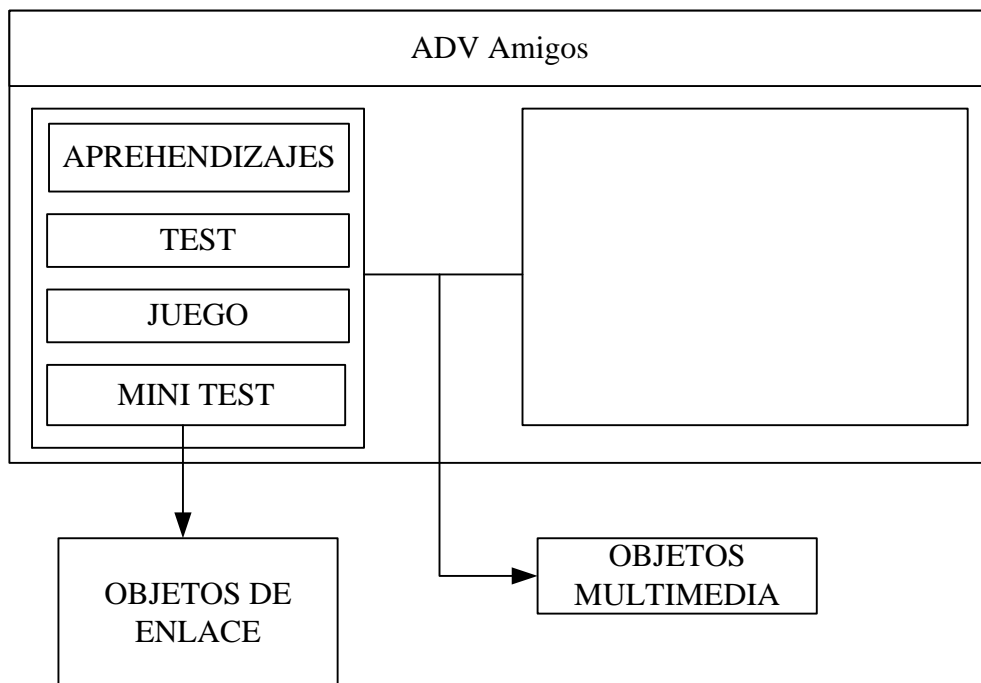 ADV Amigos
APREHENDIZAJES
TEST
JUEGO
MINI TEST
OBJETOS DE
ENLACE
OBJETOS
MULTIMEDIA